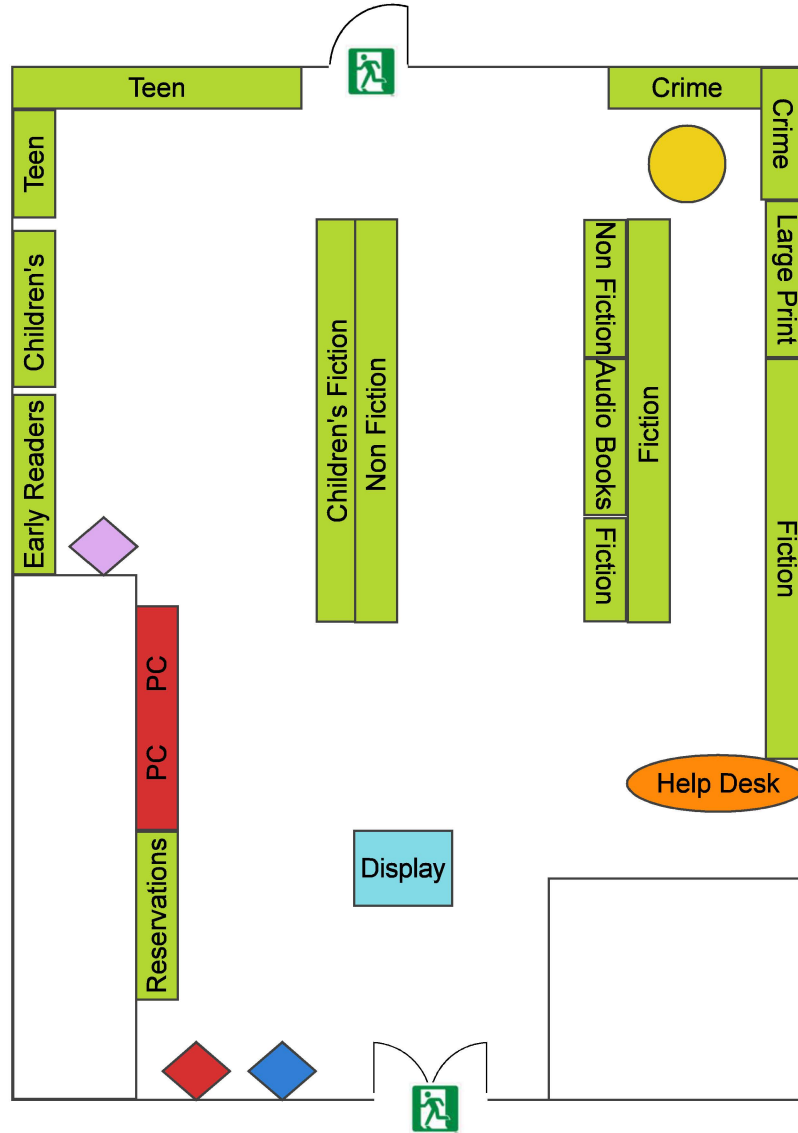 Teen
Crime
Crime
Teen
Large Print
Children's
Non Fiction
Children's Fiction
Non Fiction
Audio Books
Fiction
Early Readers
Fiction
Fiction
PC
PC
Help Desk
Display
Reservations